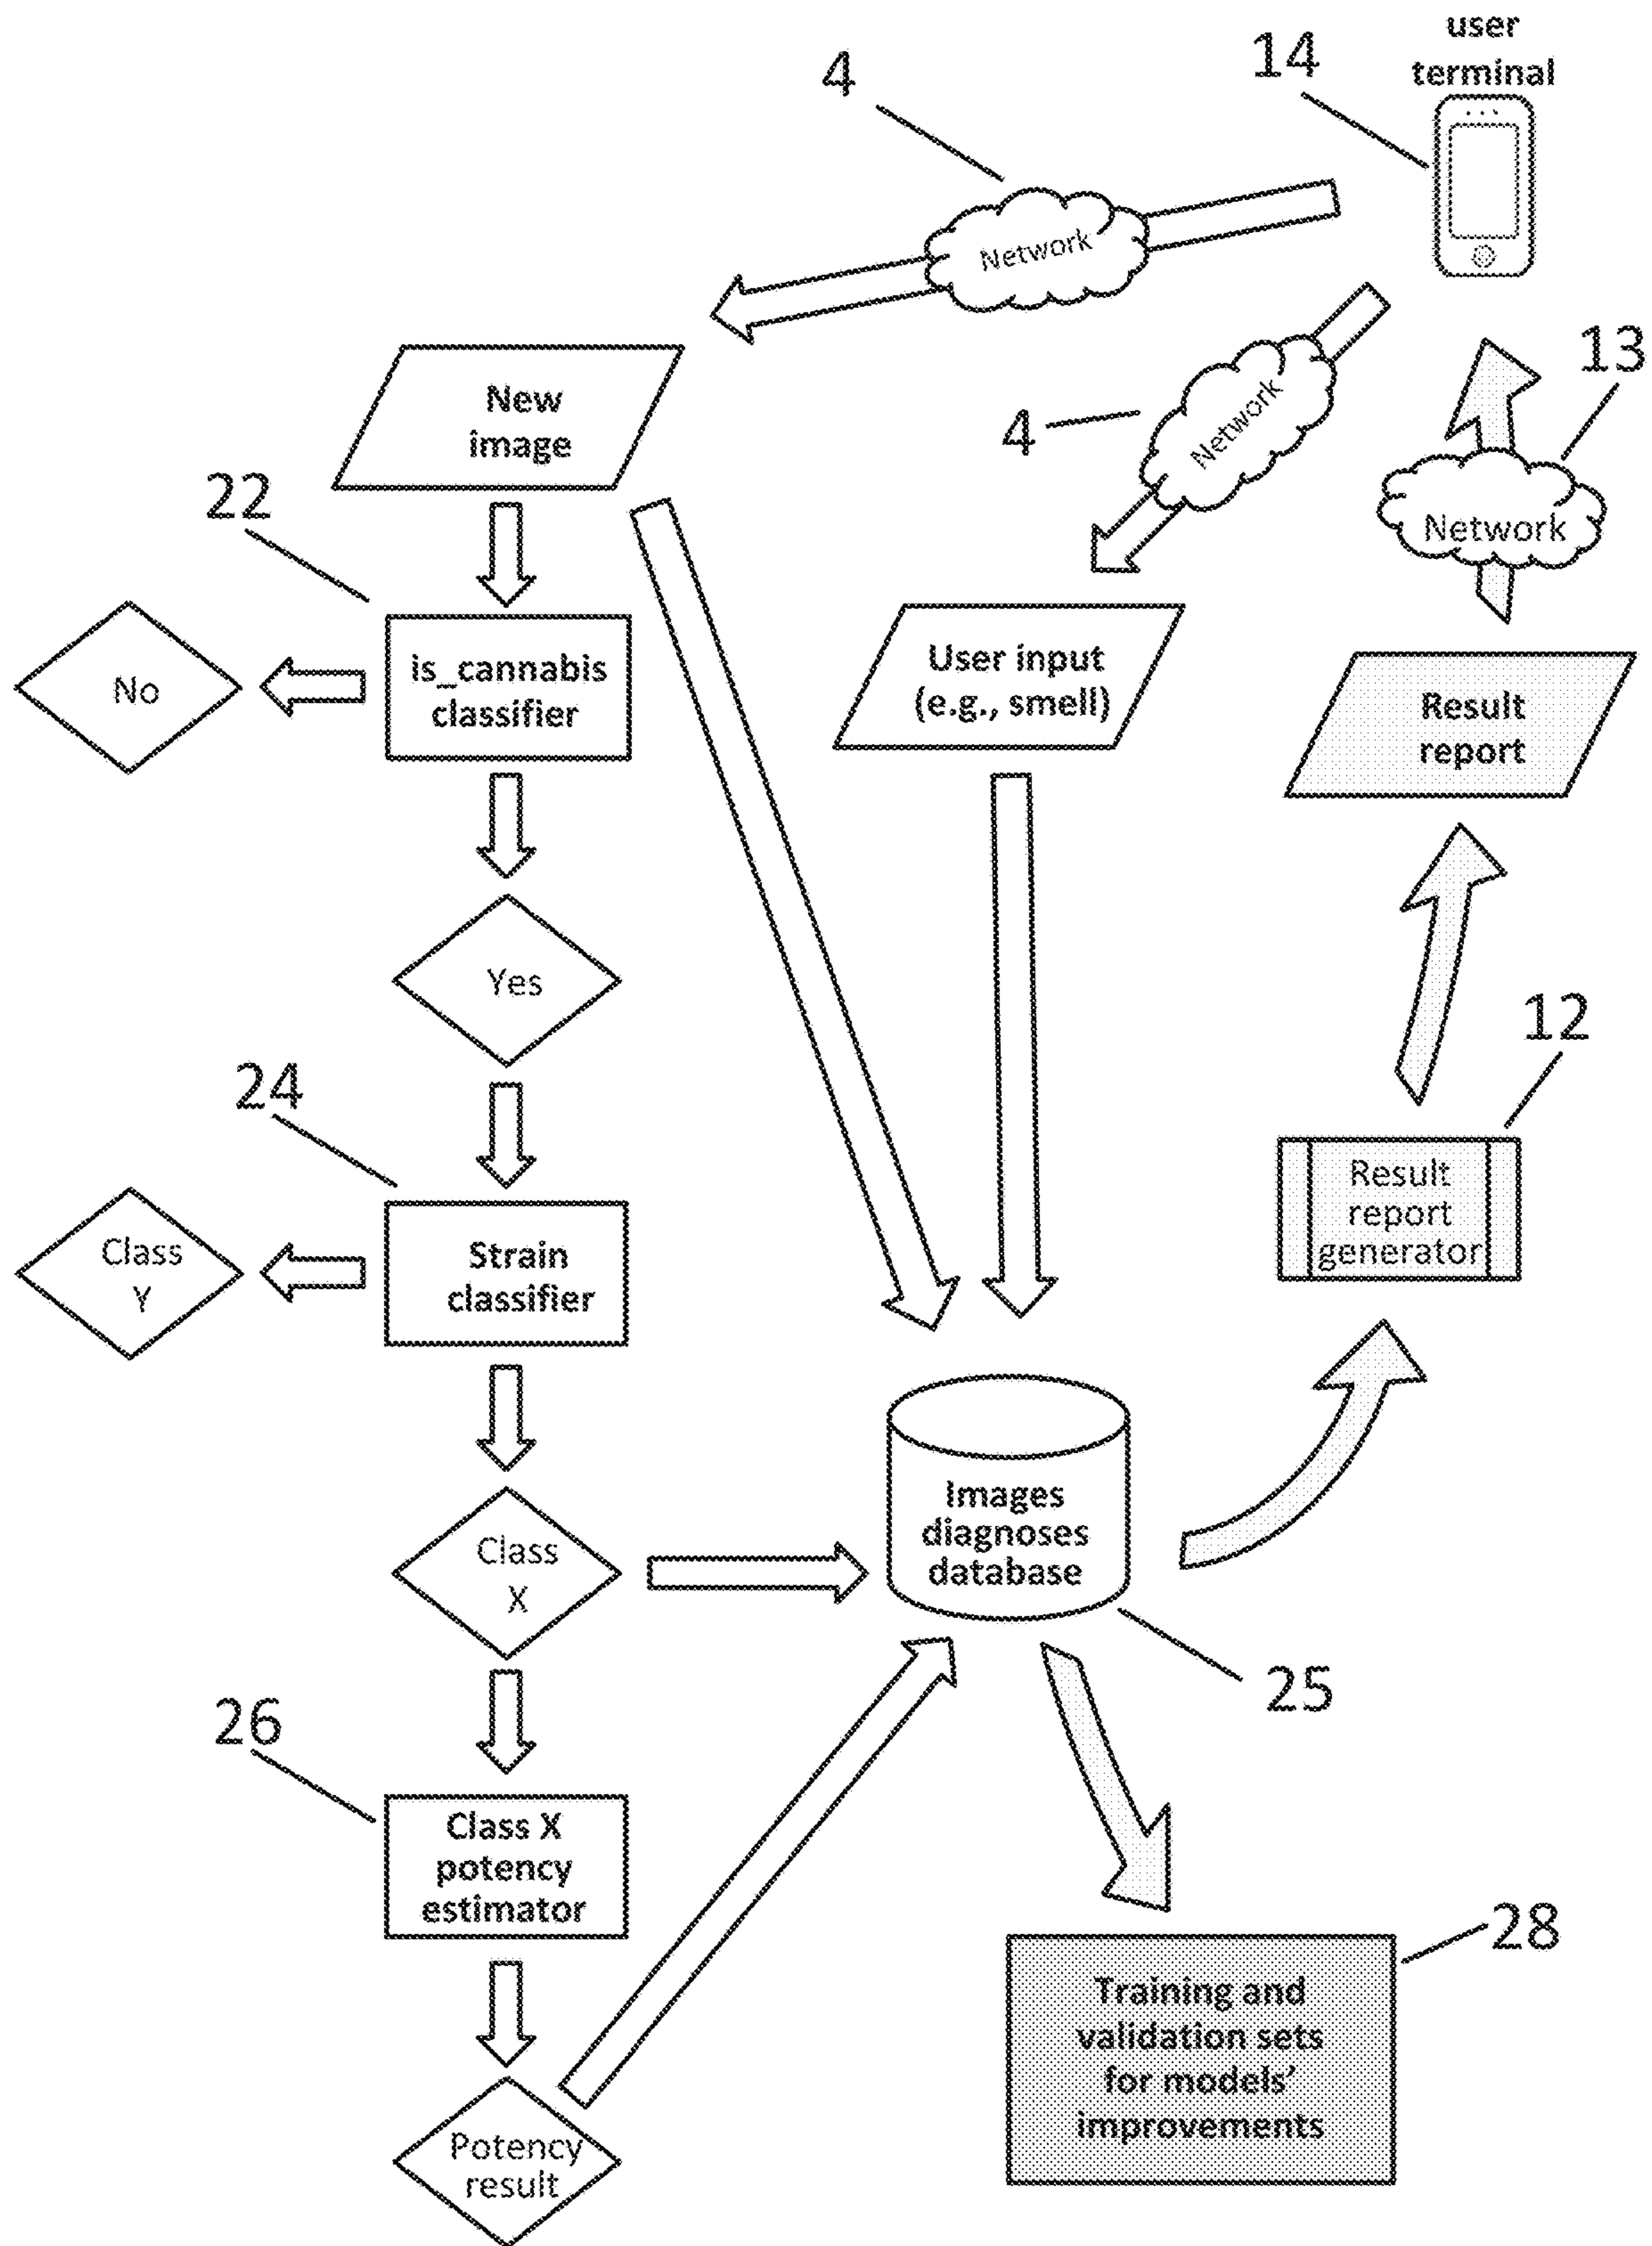 user
terminal
14
4
Network
13
New
image
4
Network
Network
22
is_cannabis
classifier
No
User input
(e.g., smell)
Result
report
Yes
12
24
Result
report
generator
Strain
classifier
Class
Y
Images
diagnoses
database
Class
X
25
26
Class X
potency
estimator
28
Training and
validation sets
for models’
improvements
Potency
result